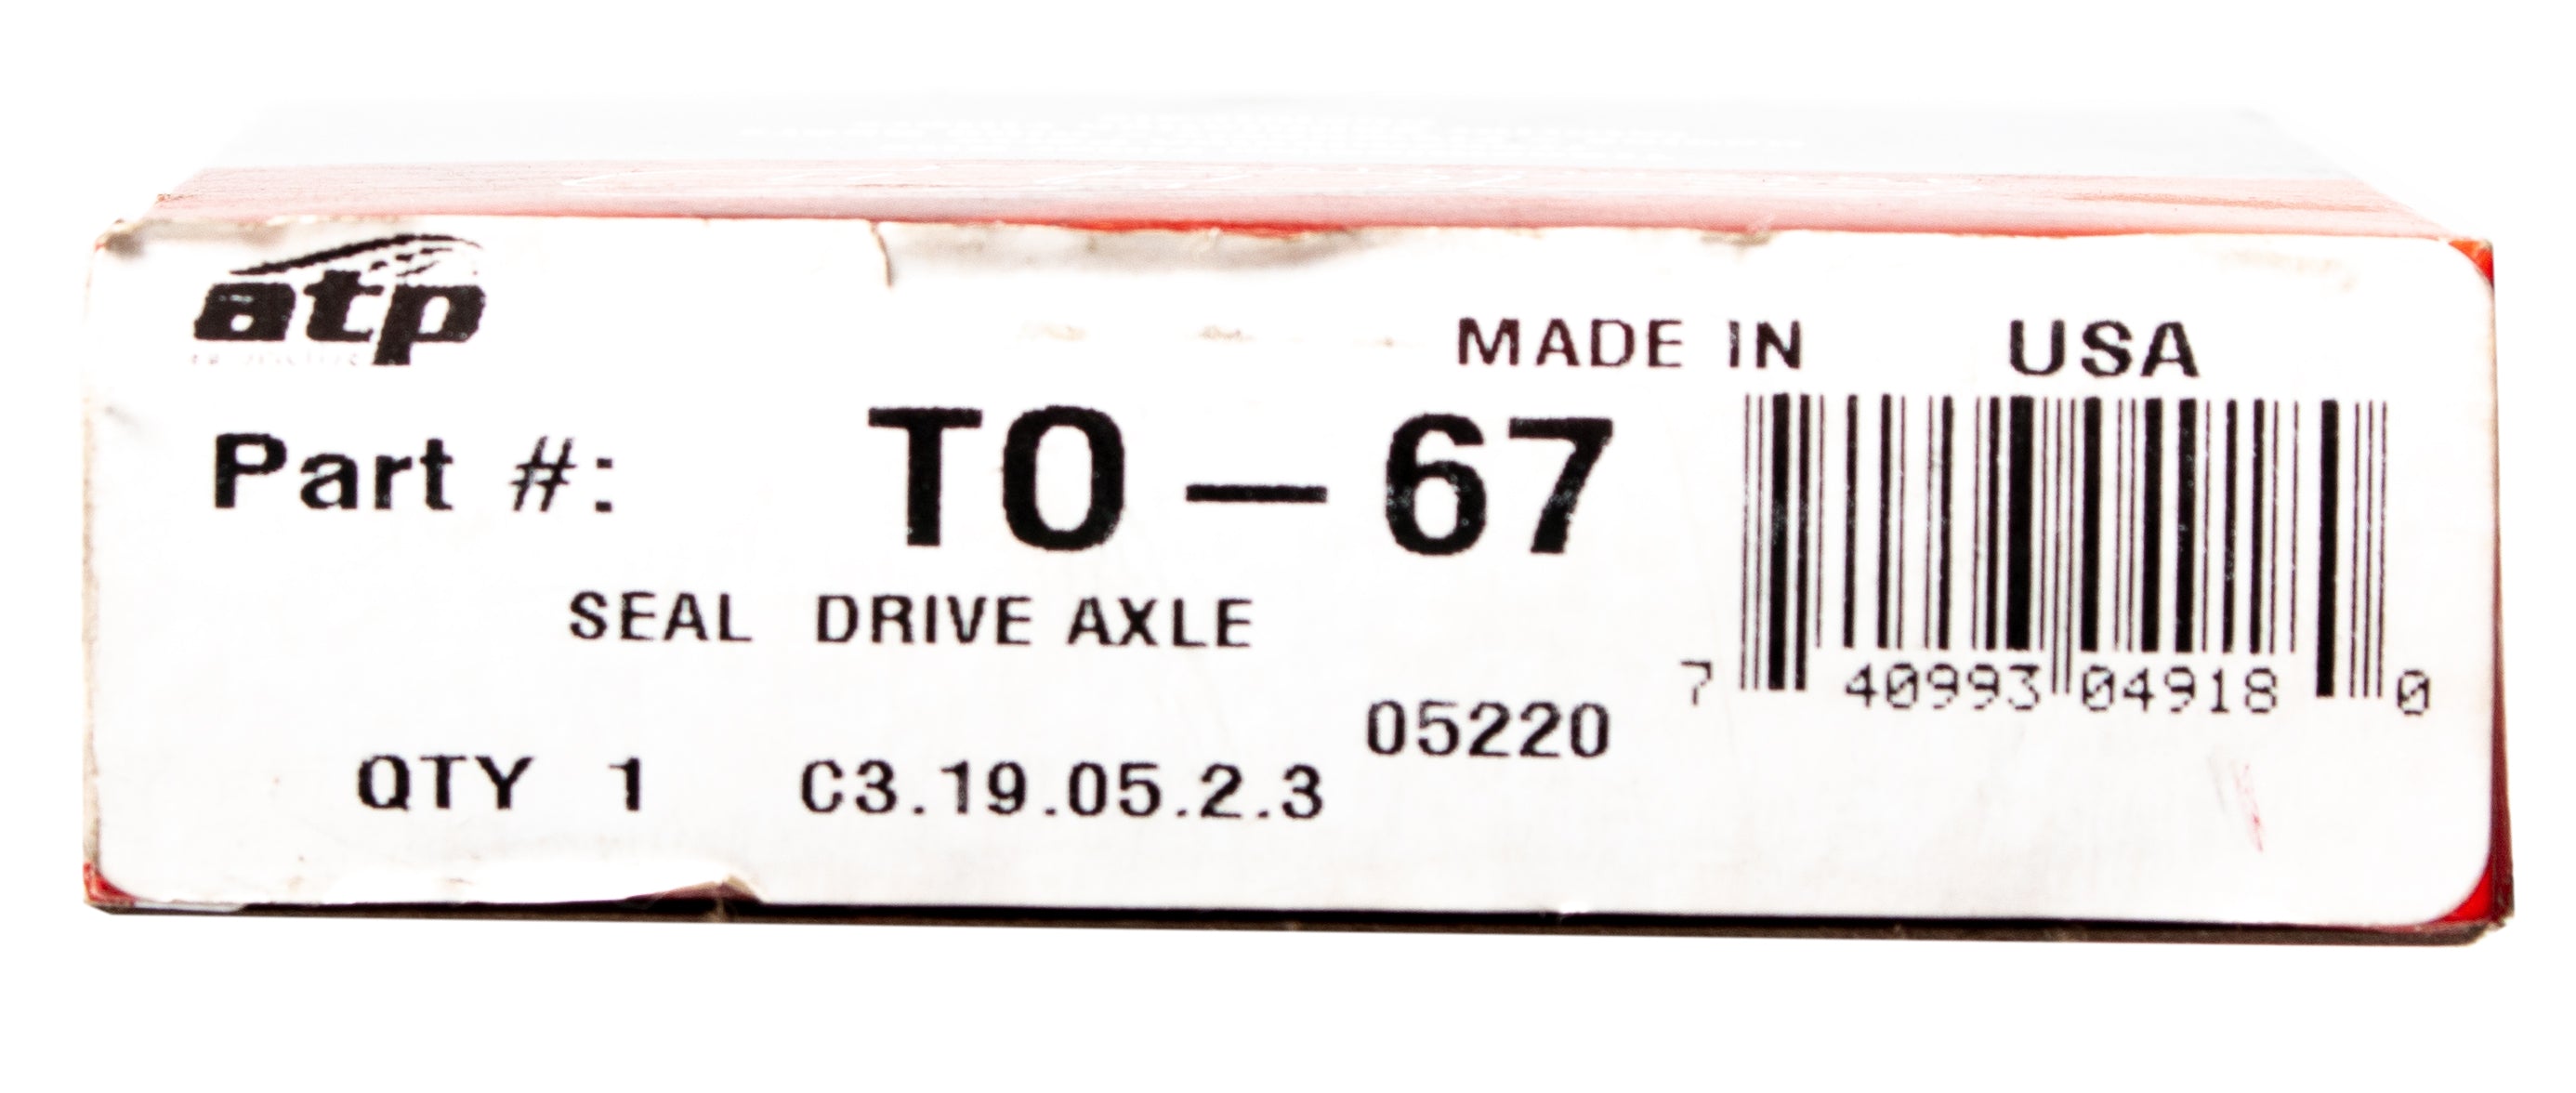 atp
MADE IN USA
Part #: TO-67
SEAL DRIVE AXLE
7 40993 04918 0
05220
QTY 1 C3.19.05.2.3